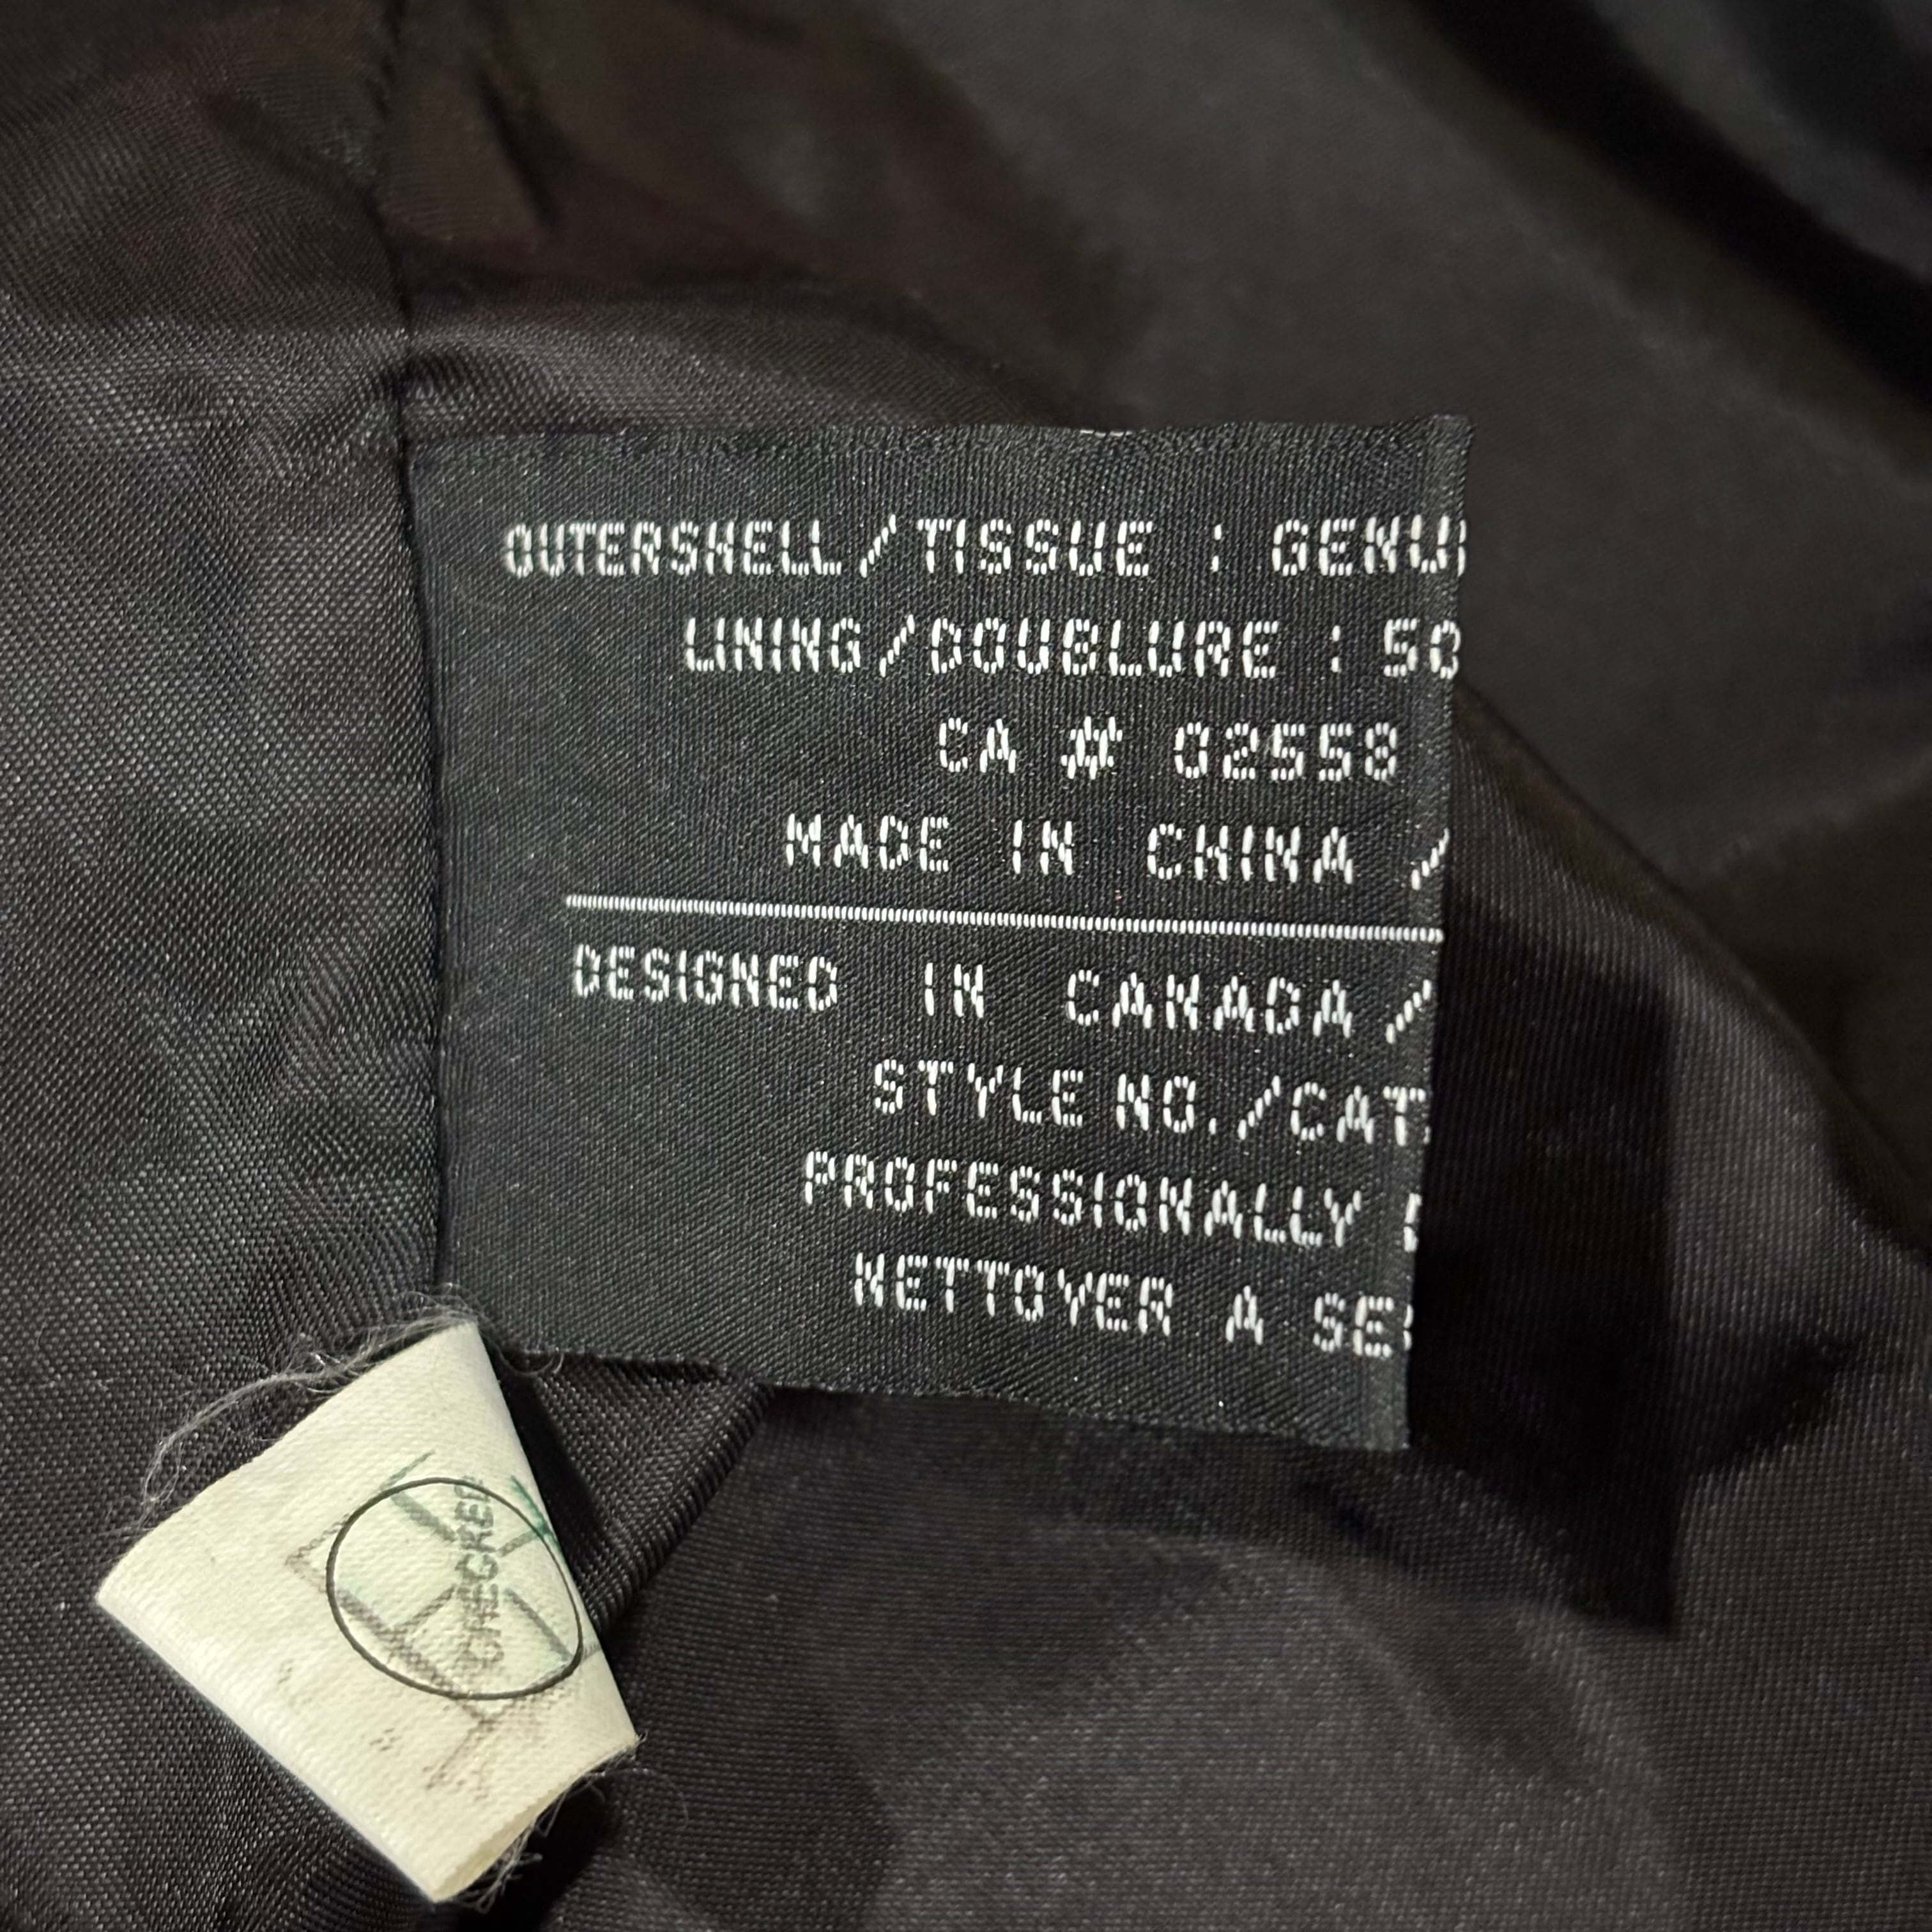 OUTERSHELL/TISSUE : GENUI
LINING/DOUBLURE : 50
CA # 02558
MADE IN CHINA /
DESIGNED IN CANADA/
STYLE NO./CAT
PROFESSIONALLY
NETTOYER A SE